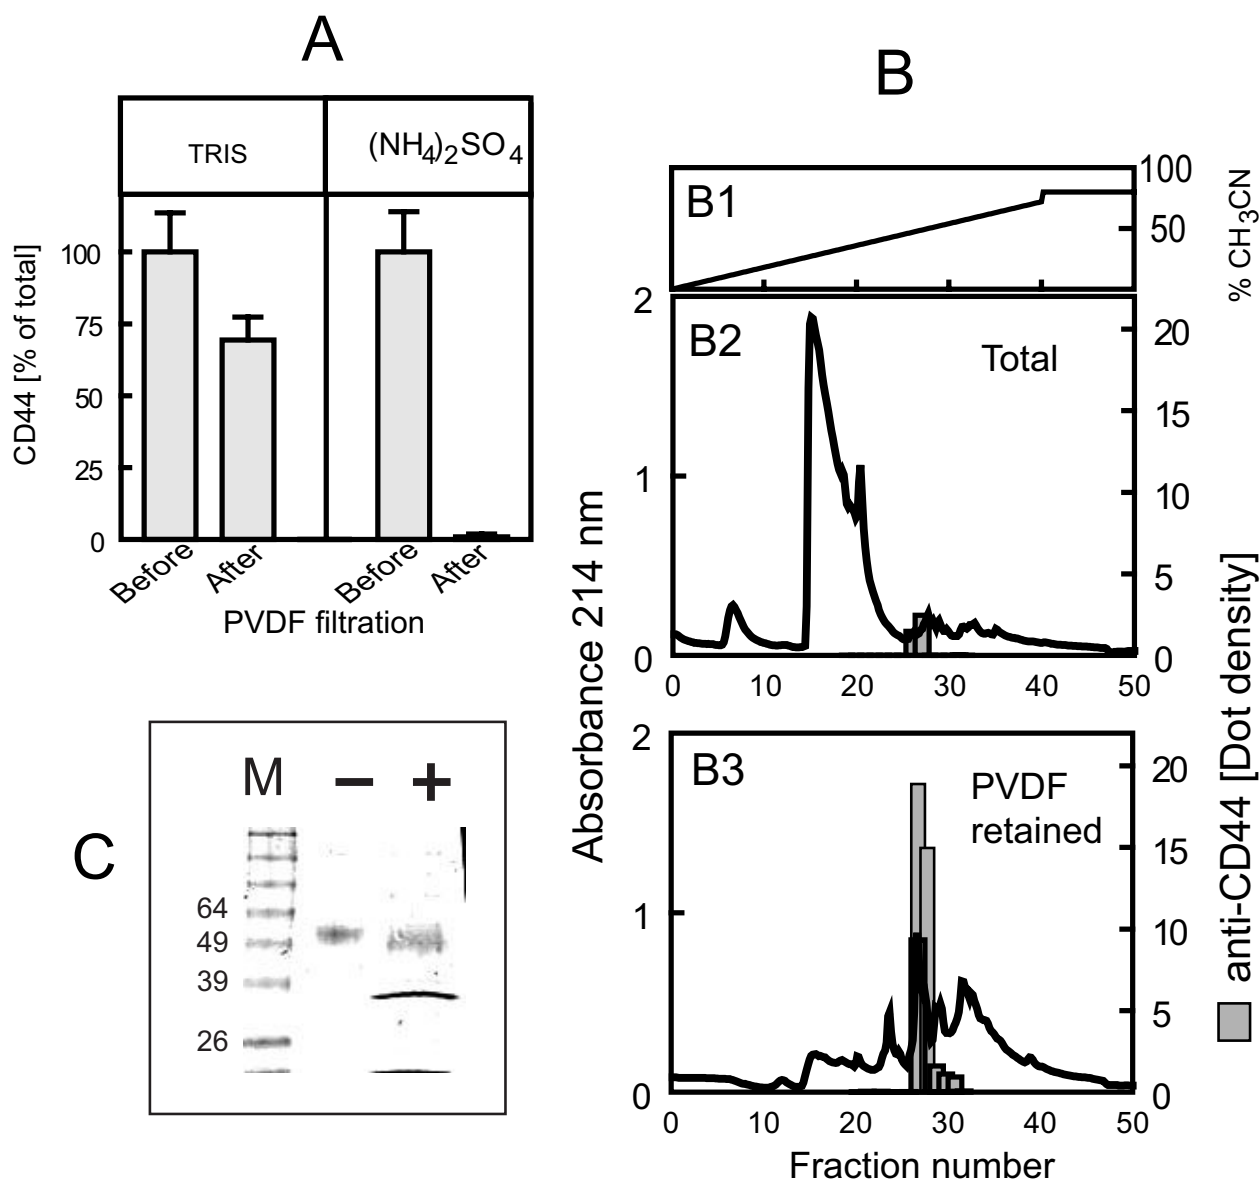 A
TRIS
(NH4)2SO4
CD44 [% of total]
100
75
50
25
0
Before
After
Before
After
PVDF filtration
B
B1
100
50
% CH3CN
B2
Total
2
1
0
20
15
10
5
0
0 10 20 30 40 50
Absorbance 214 nm
anti-CD44 [Dot density]
B3
PVDF
retained
2
1
0
20
15
10
5
0
0 10 20 30 40 50
Fraction number
C
M − +
64
49
39
26